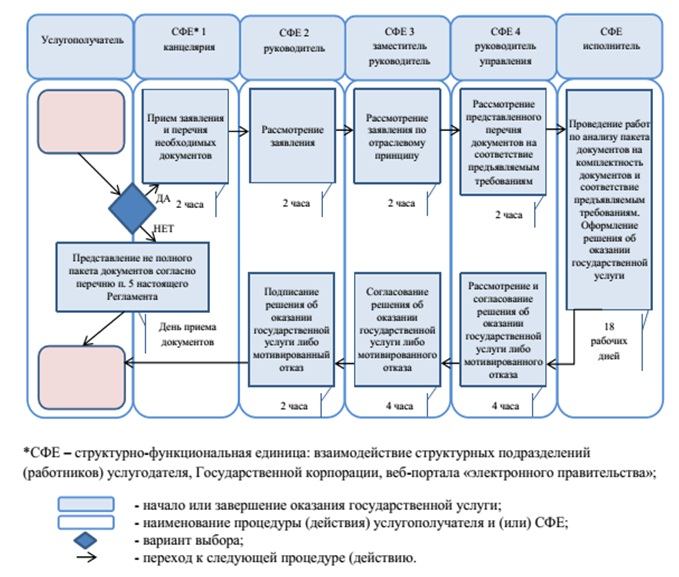 Услугополучатель
СФЕ* 1
канцелярия
СФЕ 2
руководитель
СФЕ 3
заместитель
руководитель
СФЕ 4
руководитель
управления
СФЕ
исполнитель
Прием заявления
и перечня
необходимых
документов
Рассмотрение
заявления
Рассмотрение
заявления по
отраслевому
принципу
Рассмотрение
представленного
перечня
документов на
соответствие
предъявляемым
требованиям
Проведение работ
по анализу пакета
документов на
комплектность
документов и
соответствие
предъявляемым
требованиям.
Оформление
решения об
оказании
государственной
услуги
ДА
2 часа
2 часа
2 часа
2 часа
НЕТ
Представление не полного
пакета документов согласно
перечню п. 5 настоящего
Регламента
День приема
документов
Подписание
решения об
оказании
государственной
услуги либо
мотивированный
отказ
Согласование
решения об
оказании
государственной
услуги либо
мотивированного
отказа
Рассмотрение и
согласование
решения об
оказании
государственной
услуги либо
мотивированного
отказа
18
рабочих
дней
2 часа
4 часа
4 часа
*СФЕ – структурно-функциональная единица: взаимодействие структурных подразделений
(работников) услугодателя, Государственной корпорации, веб-портала «электронного правительства»;
- начало или завершение оказания государственной услуги;
- наименование процедуры (действия) услугополучателя и (или) СФЕ;
- вариант выбора;
- переход к следующей процедуре (действию.